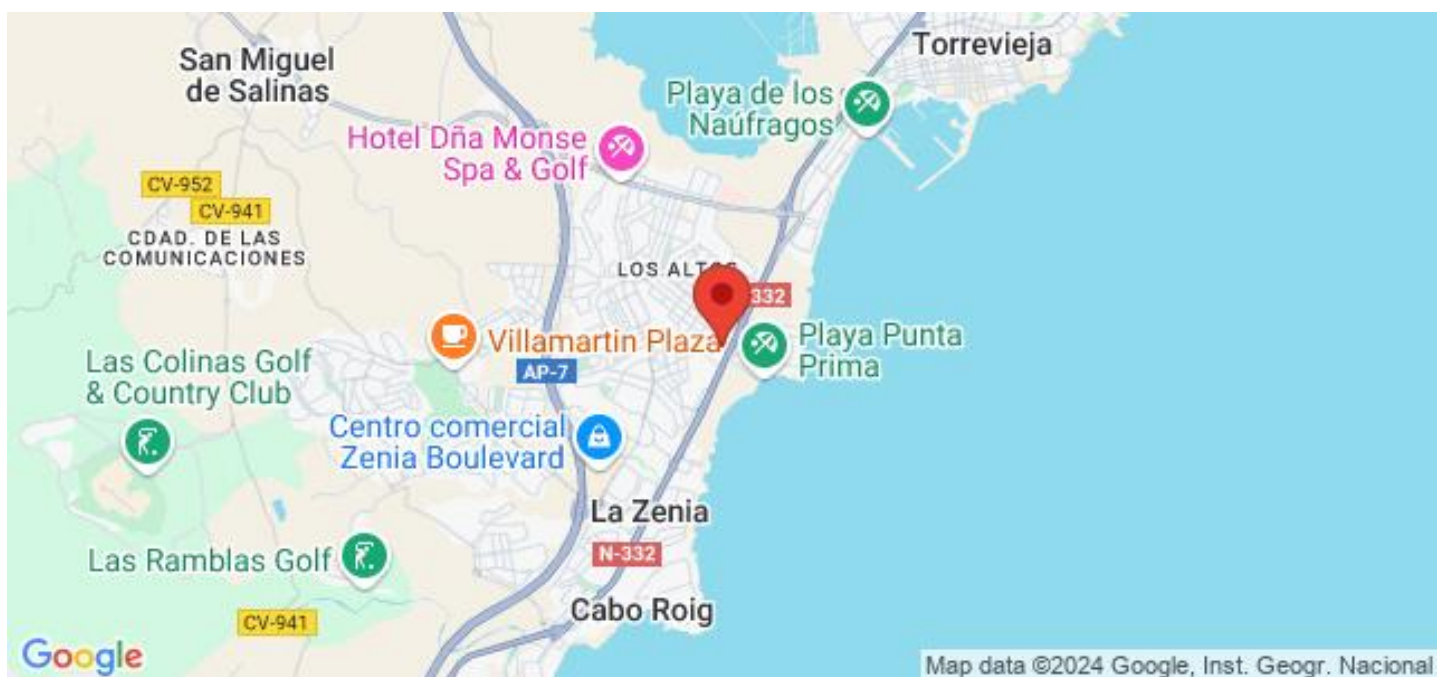 San Miguel
de Salinas
Torrevieja
Playa de los
Naúfragos
Hotel Dña Monse
Spa & Golf
CV-952
CV-941
CDAD. DE LAS
COMUNICACIONES
LOS ALTOS
332
Villamartin Plaza
Playa Punta
Prima
AP-7
Las Colinas Golf
& Country Club
Centro comercial
Zenia Boulevard
La Zenia
N-332
Las Ramblas Golf
Cabo Roig
CV-941
Google
Map data ©2024 Google, Inst. Geogr. Nacional